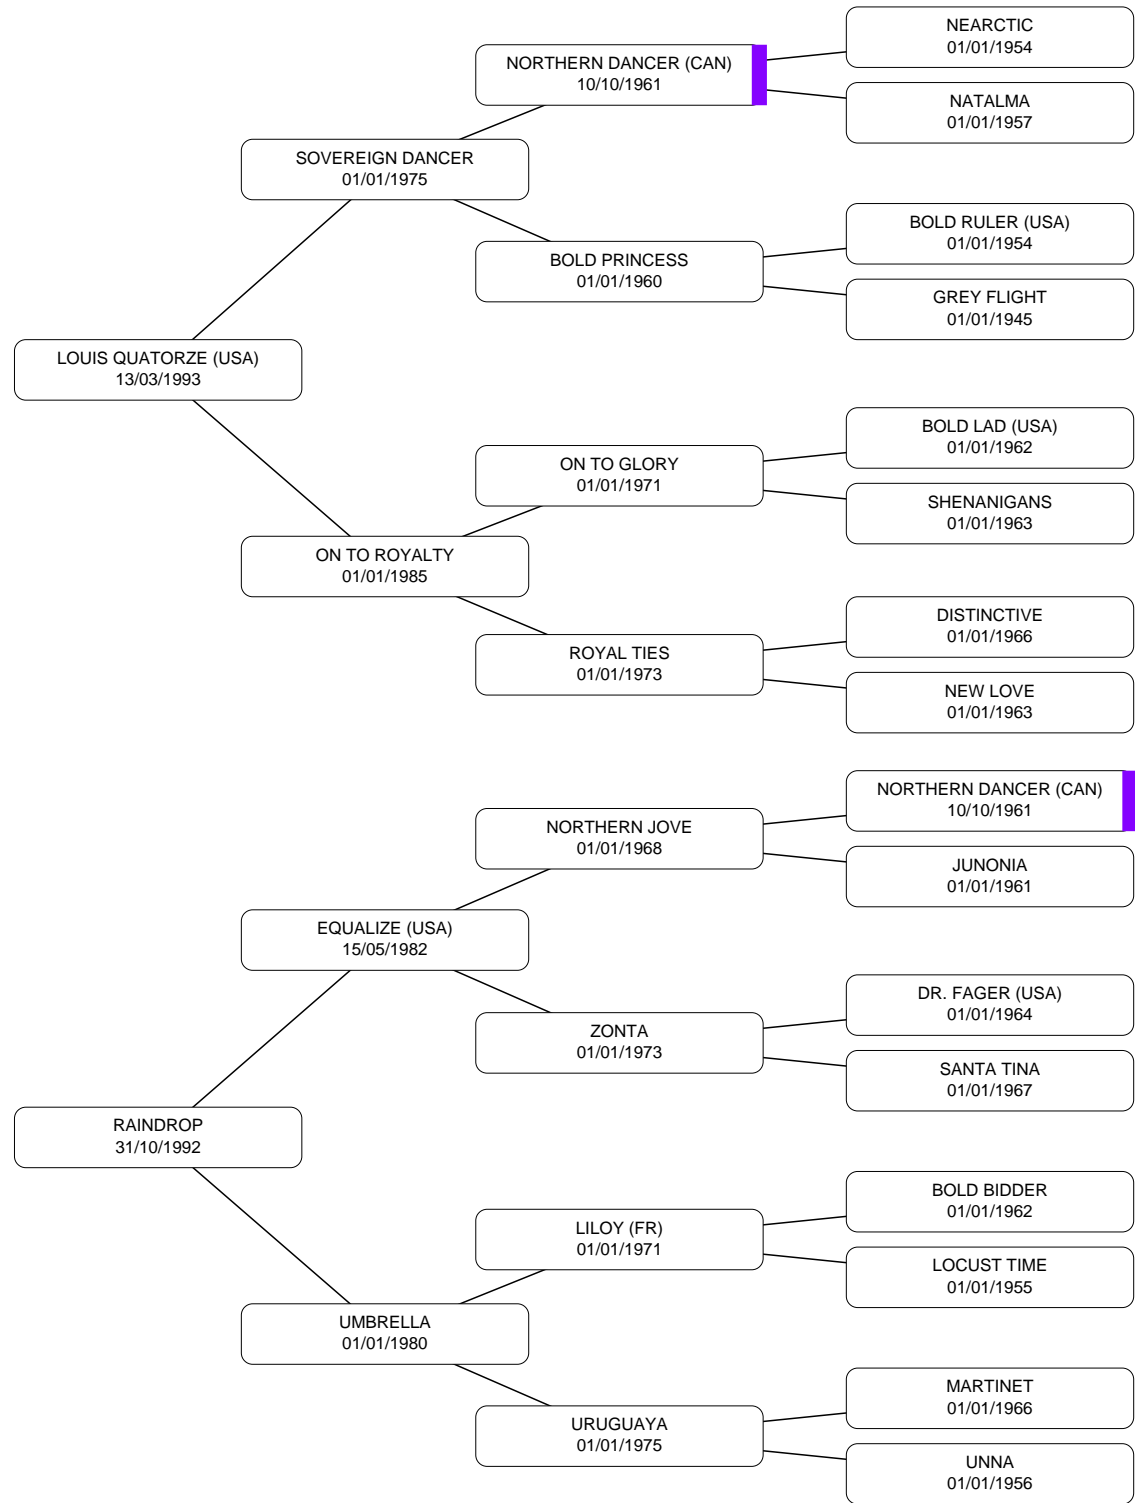 NEARCTIC
01/01/1954
NORTHERN DANCER (CAN)
10/10/1961
NATALMA
01/01/1957
SOVEREIGN DANCER
01/01/1975
BOLD RULER (USA)
01/01/1954
BOLD PRINCESS
01/01/1960
GREY FLIGHT
01/01/1945
LOUIS QUATORZE (USA)
13/03/1993
BOLD LAD (USA)
01/01/1962
ON TO GLORY
01/01/1971
SHENANIGANS
01/01/1963
ON TO ROYALTY
01/01/1985
DISTINCTIVE
01/01/1966
ROYAL TIES
01/01/1973
NEW LOVE
01/01/1963
NORTHERN DANCER (CAN)
10/10/1961
NORTHERN JOVE
01/01/1968
JUNONIA
01/01/1961
EQUALIZE (USA)
15/05/1982
DR. FAGER (USA)
01/01/1964
ZONTA
01/01/1973
SANTA TINA
01/01/1967
RAINDROP
31/10/1992
BOLD BIDDER
01/01/1962
LILOY (FR)
01/01/1971
LOCUST TIME
01/01/1955
UMBRELLA
01/01/1980
MARTINET
01/01/1966
URUGUAYA
01/01/1975
UNNA
01/01/1956